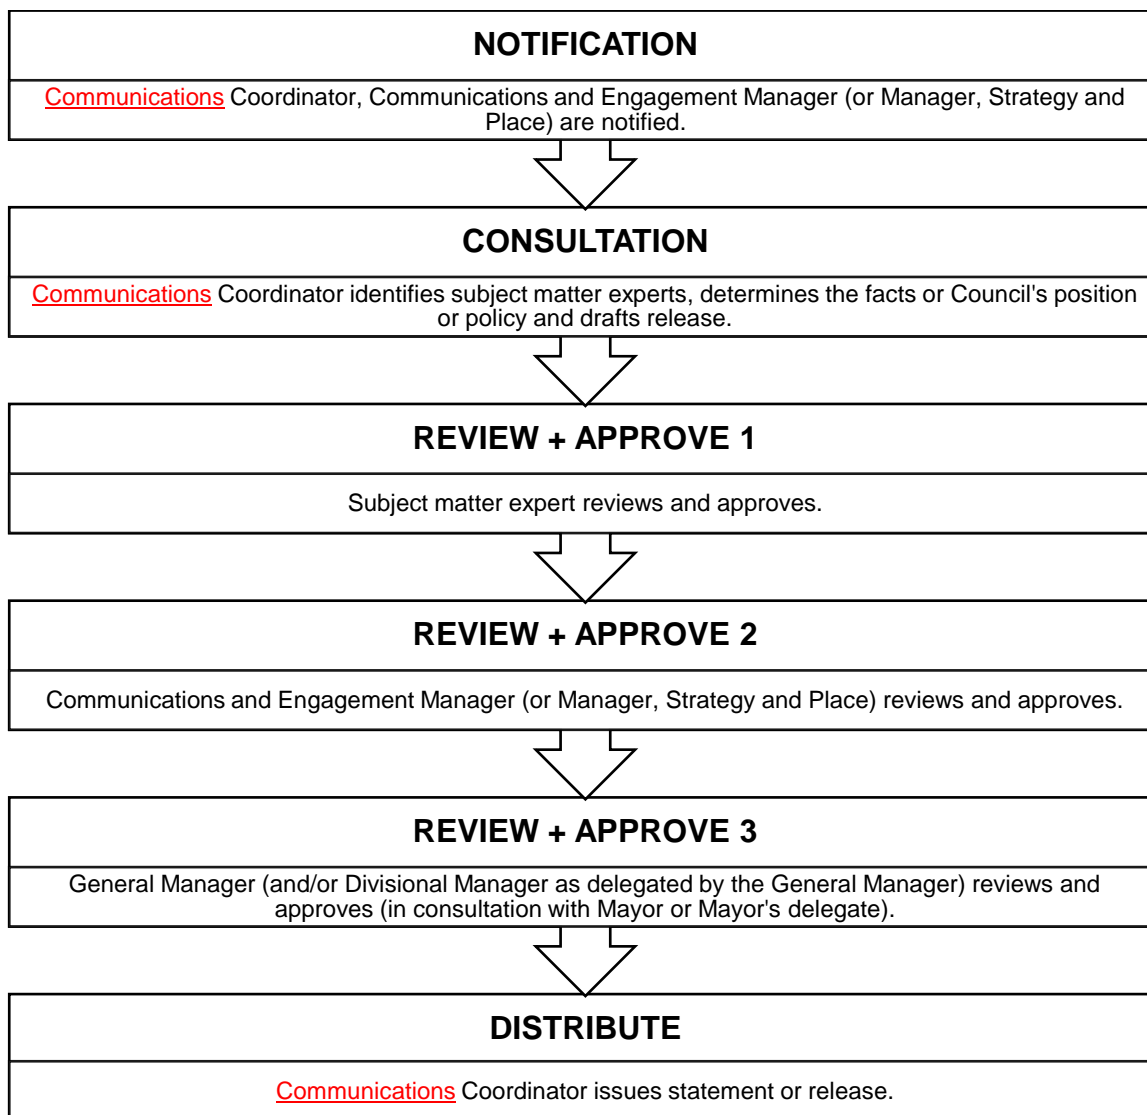 NOTIFICATION
Communications Coordinator, Communications and Engagement Manager (or Manager, Strategy and
Place) are notified.
CONSULTATION
Communications Coordinator identifies subject matter experts, determines the facts or Council's position
or policy and drafts release.
REVIEW + APPROVE 1
Subject matter expert reviews and approves.
REVIEW + APPROVE 2
Communications and Engagement Manager (or Manager, Strategy and Place) reviews and approves.
REVIEW + APPROVE 3
General Manager (and/or Divisional Manager as delegated by the General Manager) reviews and
approves (in consultation with Mayor or Mayor's delegate).
DISTRIBUTE
Communications Coordinator issues statement or release.